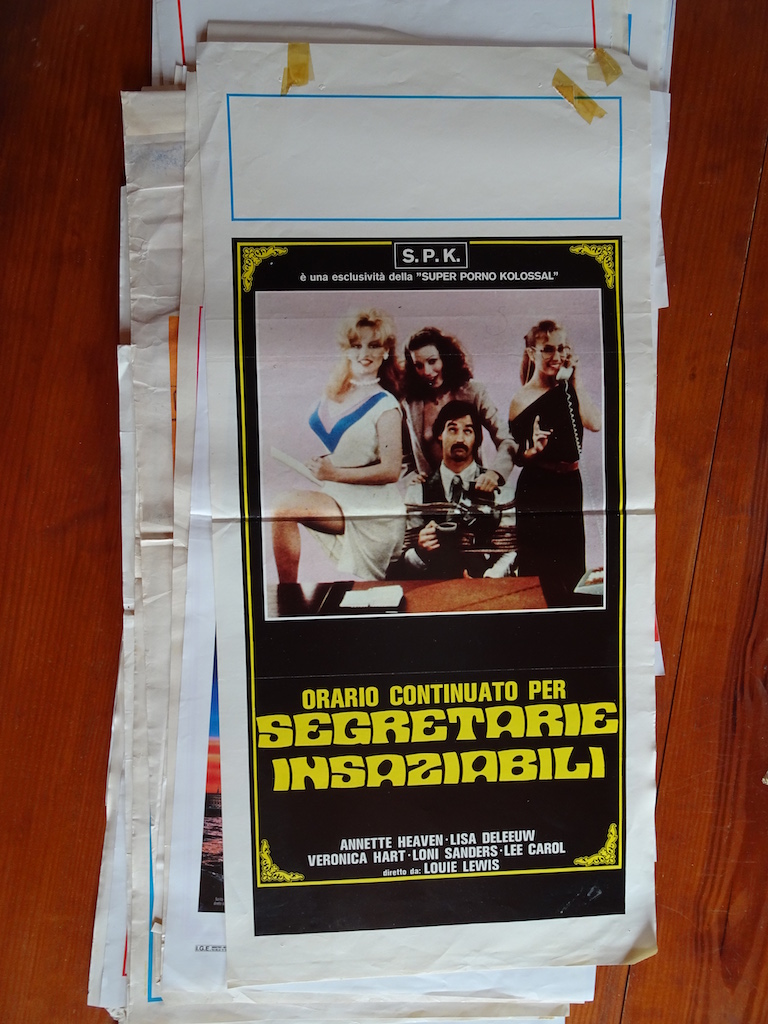 S.P.K.
è una esclusività della "SUPER PORNO KOLOSSAL"
ORARIO CONTINUATO PER
SEGRETARIE
INSAZIABILI
ANNETTE HEAVEN · LISA DELEEUW
VERONICA HART · LONI SANDERS · LEE CAROL
diretto da: LOUIE LEWIS
I.G.E.